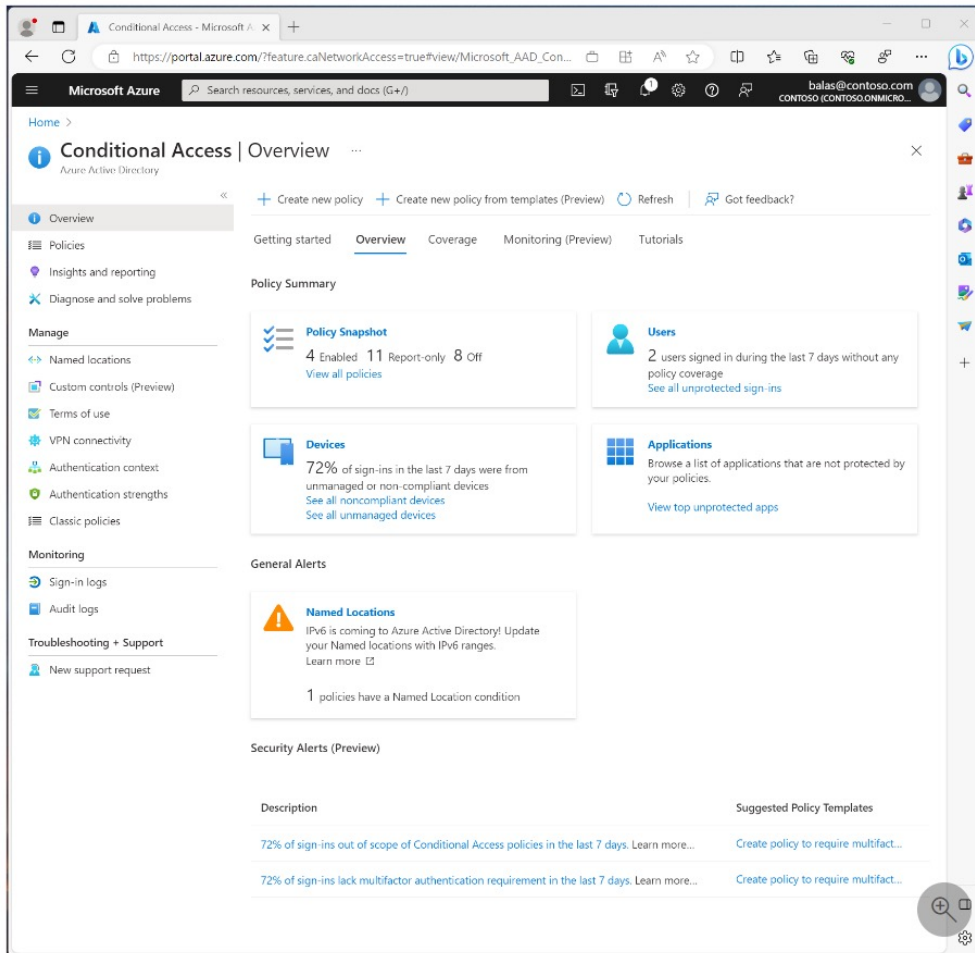 Conditional Access - Microsoft A
https://portal.azure.com/?feature.caNetworkAccess=true#view/Microsoft_AAD_Con...
Microsoft Azure
Search resources, services, and docs (G+/)
1
balas@contoso.com
CONTOSO (CONTOSO.ONMICRO...
Home >
Conditional Access | Overview ...
Azure Active Directory
Overview
Policies
Insights and reporting
Diagnose and solve problems
Manage
Named locations
Custom controls (Preview)
Terms of use
VPN connectivity
Authentication context
Authentication strengths
Classic policies
Monitoring
Sign-in logs
Audit logs
Troubleshooting + Support
New support request
Create new policy
Create new policy from templates (Preview)
Refresh
Got feedback?
Getting started
Overview
Coverage
Monitoring (Preview)
Tutorials
Policy Summary
Policy Snapshot
4 Enabled 11 Report-only 8 Off
View all policies
Users
2 users signed in during the last 7 days without any
policy coverage
See all unprotected sign-ins
Devices
72% of sign-ins in the last 7 days were from
unmanaged or non-compliant devices
See all noncompliant devices
See all unmanaged devices
Applications
Browse a list of applications that are not protected by
your policies.
View top unprotected apps
General Alerts
Named Locations
IPv6 is coming to Azure Active Directory! Update
your Named locations with IPv6 ranges.
Learn more
1 policies have a Named Location condition
Security Alerts (Preview)
Description
Suggested Policy Templates
72% of sign-ins out of scope of Conditional Access policies in the last 7 days. Learn more...
Create policy to require multifact...
72% of sign-ins lack multifactor authentication requirement in the last 7 days. Learn more...
Create policy to require multifact...